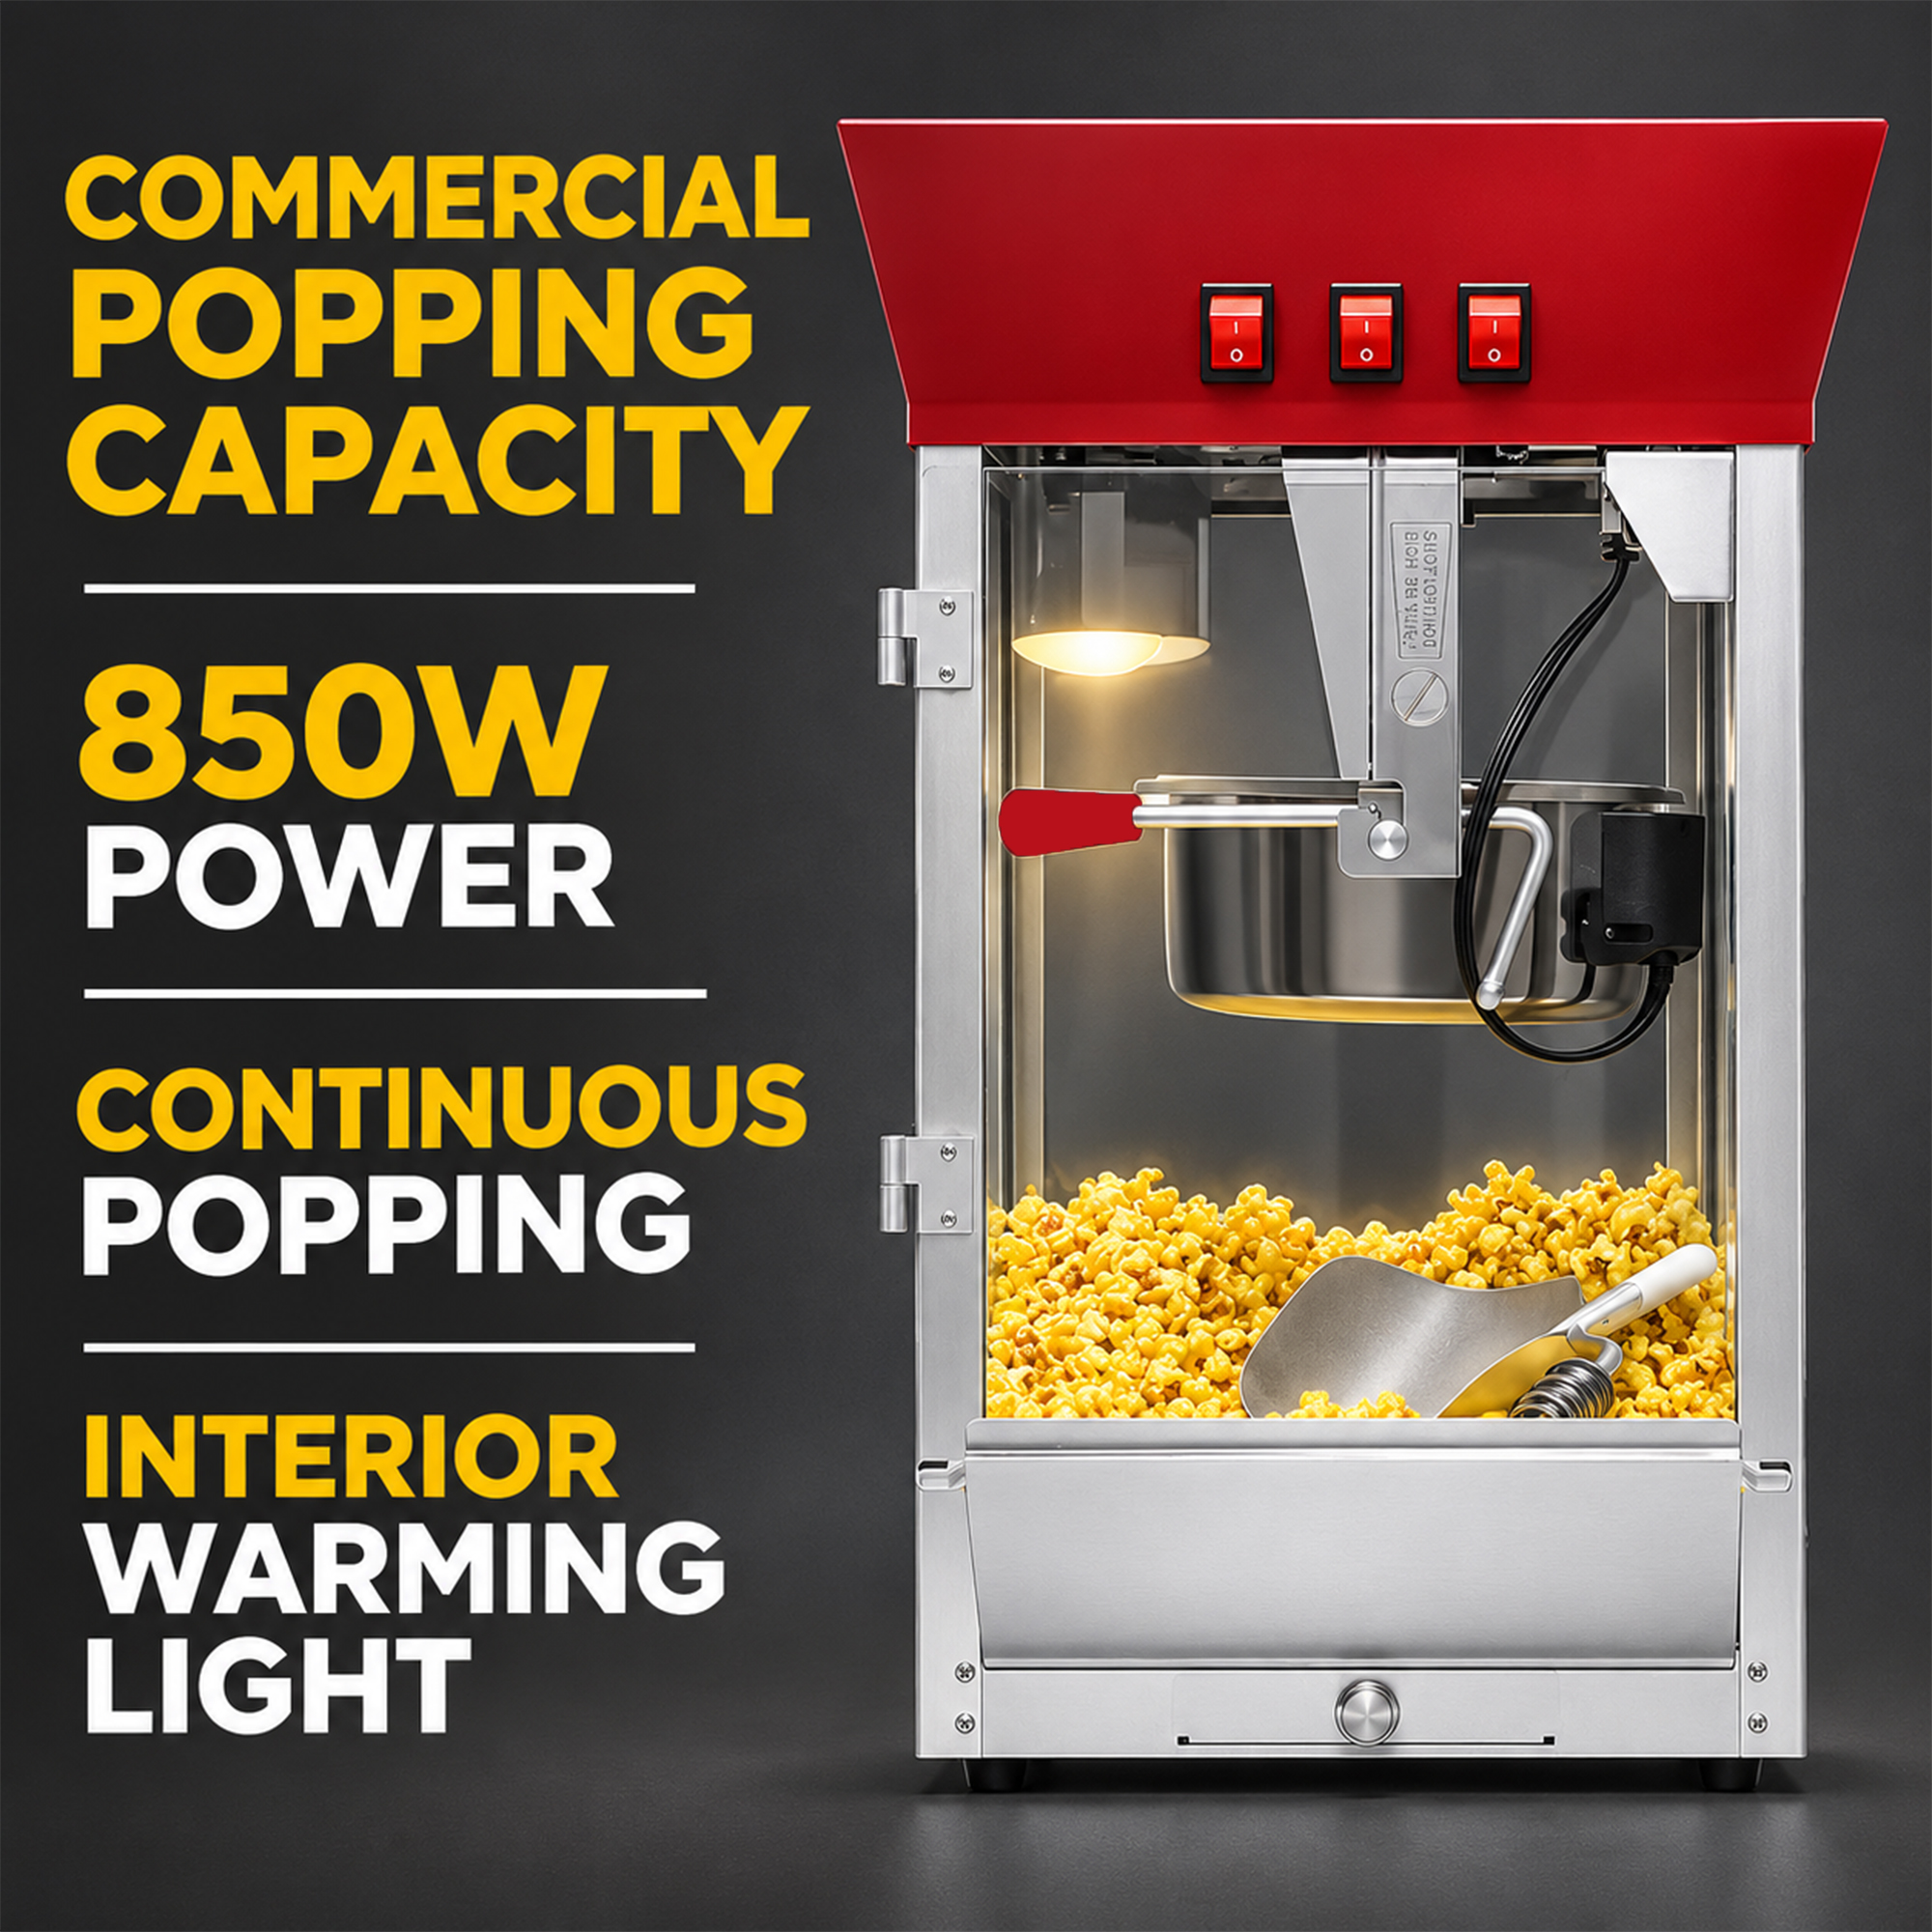 COMMERCIAL
POPPING
CAPACITY
850W
POWER
CONTINUOUS
POPPING
INTERIOR
WARMING
LIGHT